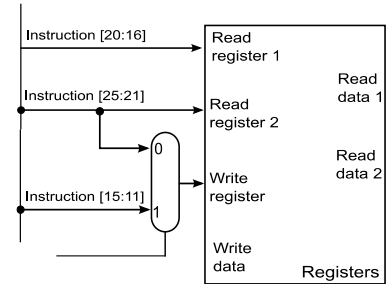 Instruction [20:16]
Read
register 1
Instruction [25:21]
Read
register 2
Read
data 1
0
Read
data 2
Write
register
Instruction [15:11]
1
Write
data
Registers